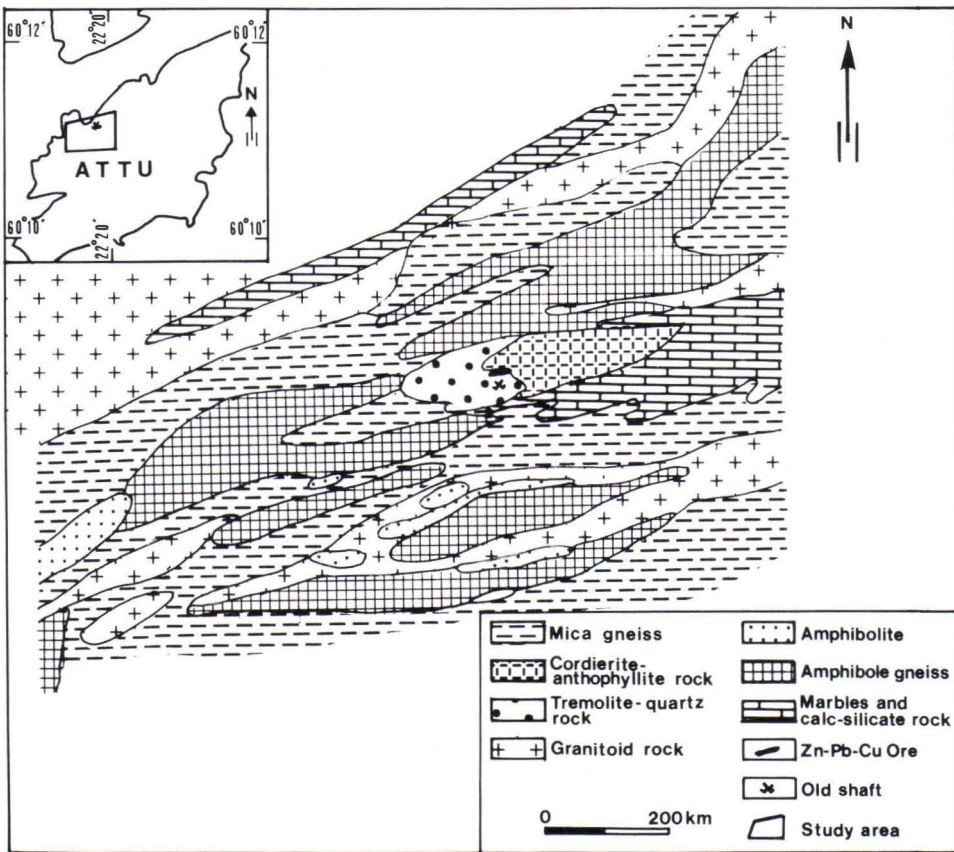 60°12′
22°20′
60°12
N
N
ATTU
60°10′
22°20′
60°10′
Mica gneiss
Cordierite-
anthophyllite rock
Tremolite-quartz
rock
Granitoid rock
Amphibolite
Amphibole gneiss
Marbles and
calc-silicate rock
Zn-Pb-Cu Ore
Old shaft
Study area
0 200 km